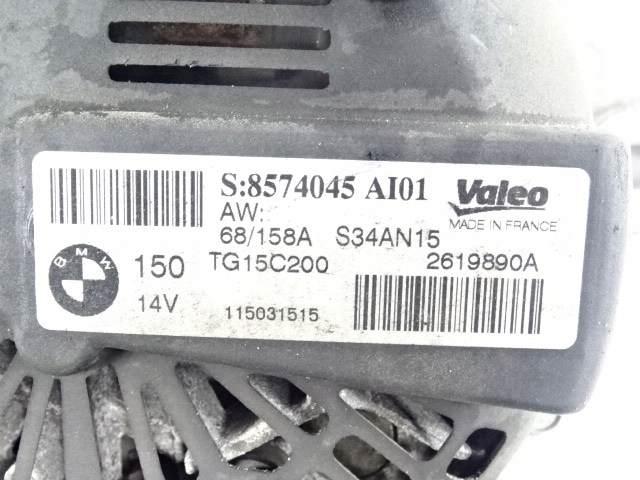 S:8574045 AI01
Valeo
MADE IN FRANCE
AW:
68/158A S34AN15
BMW
150 TG15C200 2619890A
14V 115031515